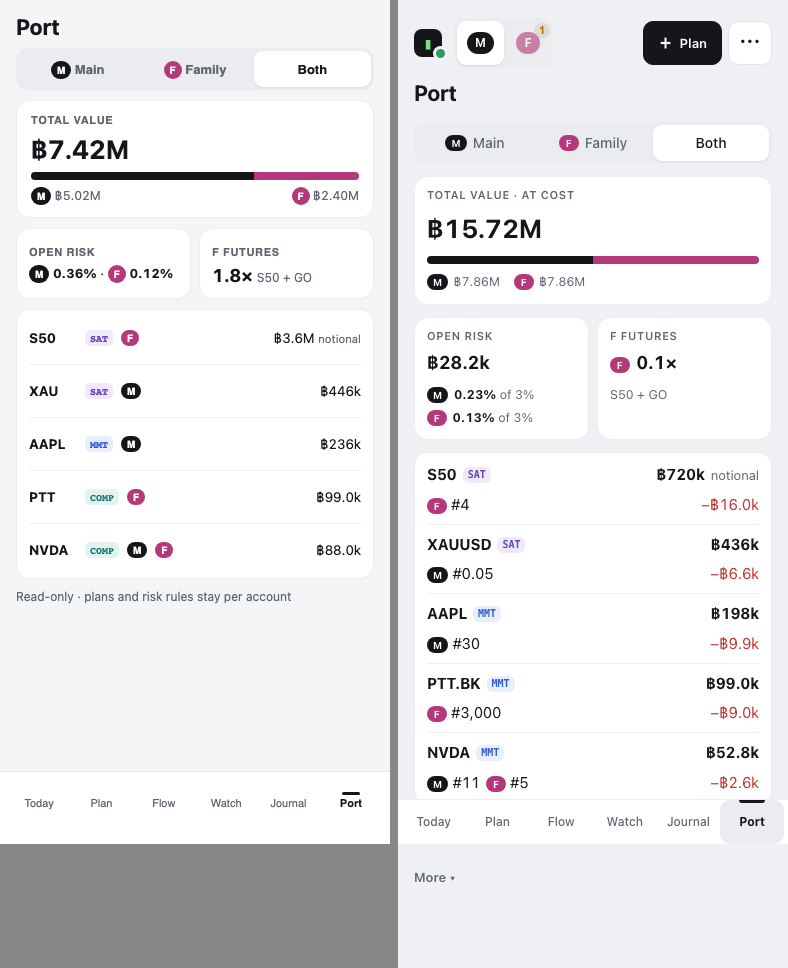 Port
M Main F Family Both
TOTAL VALUE
฿7.42M
M ฿5.02M F ฿2.40M
OPEN RISK
M 0.36% · F 0.12%
F FUTURES
1.8× S50 + GO
S50 SAT F ฿3.6M notional
XAU SAT M ฿446k
AAPL MMT M ฿236k
PTT COMP F ฿99.0k
NVDA COMP M F ฿88.0k
Read-only · plans and risk rules stay per account
Today Plan Flow Watch Journal Port
M F 1 + Plan ···
Port
M Main F Family Both
TOTAL VALUE · AT COST
฿15.72M
M ฿7.86M F ฿7.86M
OPEN RISK
฿28.2k
M 0.23% of 3%
F 0.13% of 3%
F FUTURES
F 0.1×
S50 + GO
S50 SAT ฿720k notional
F #4 −฿16.0k
XAUUSD SAT ฿436k
M #0.05 −฿6.6k
AAPL MMT ฿198k
M #30 −฿9.9k
PTT.BK MMT ฿99.0k
F #3,000 −฿9.0k
NVDA MMT ฿52.8k
M #11 F #5 −฿2.6k
Today Plan Flow Watch Journal Port
More ▾